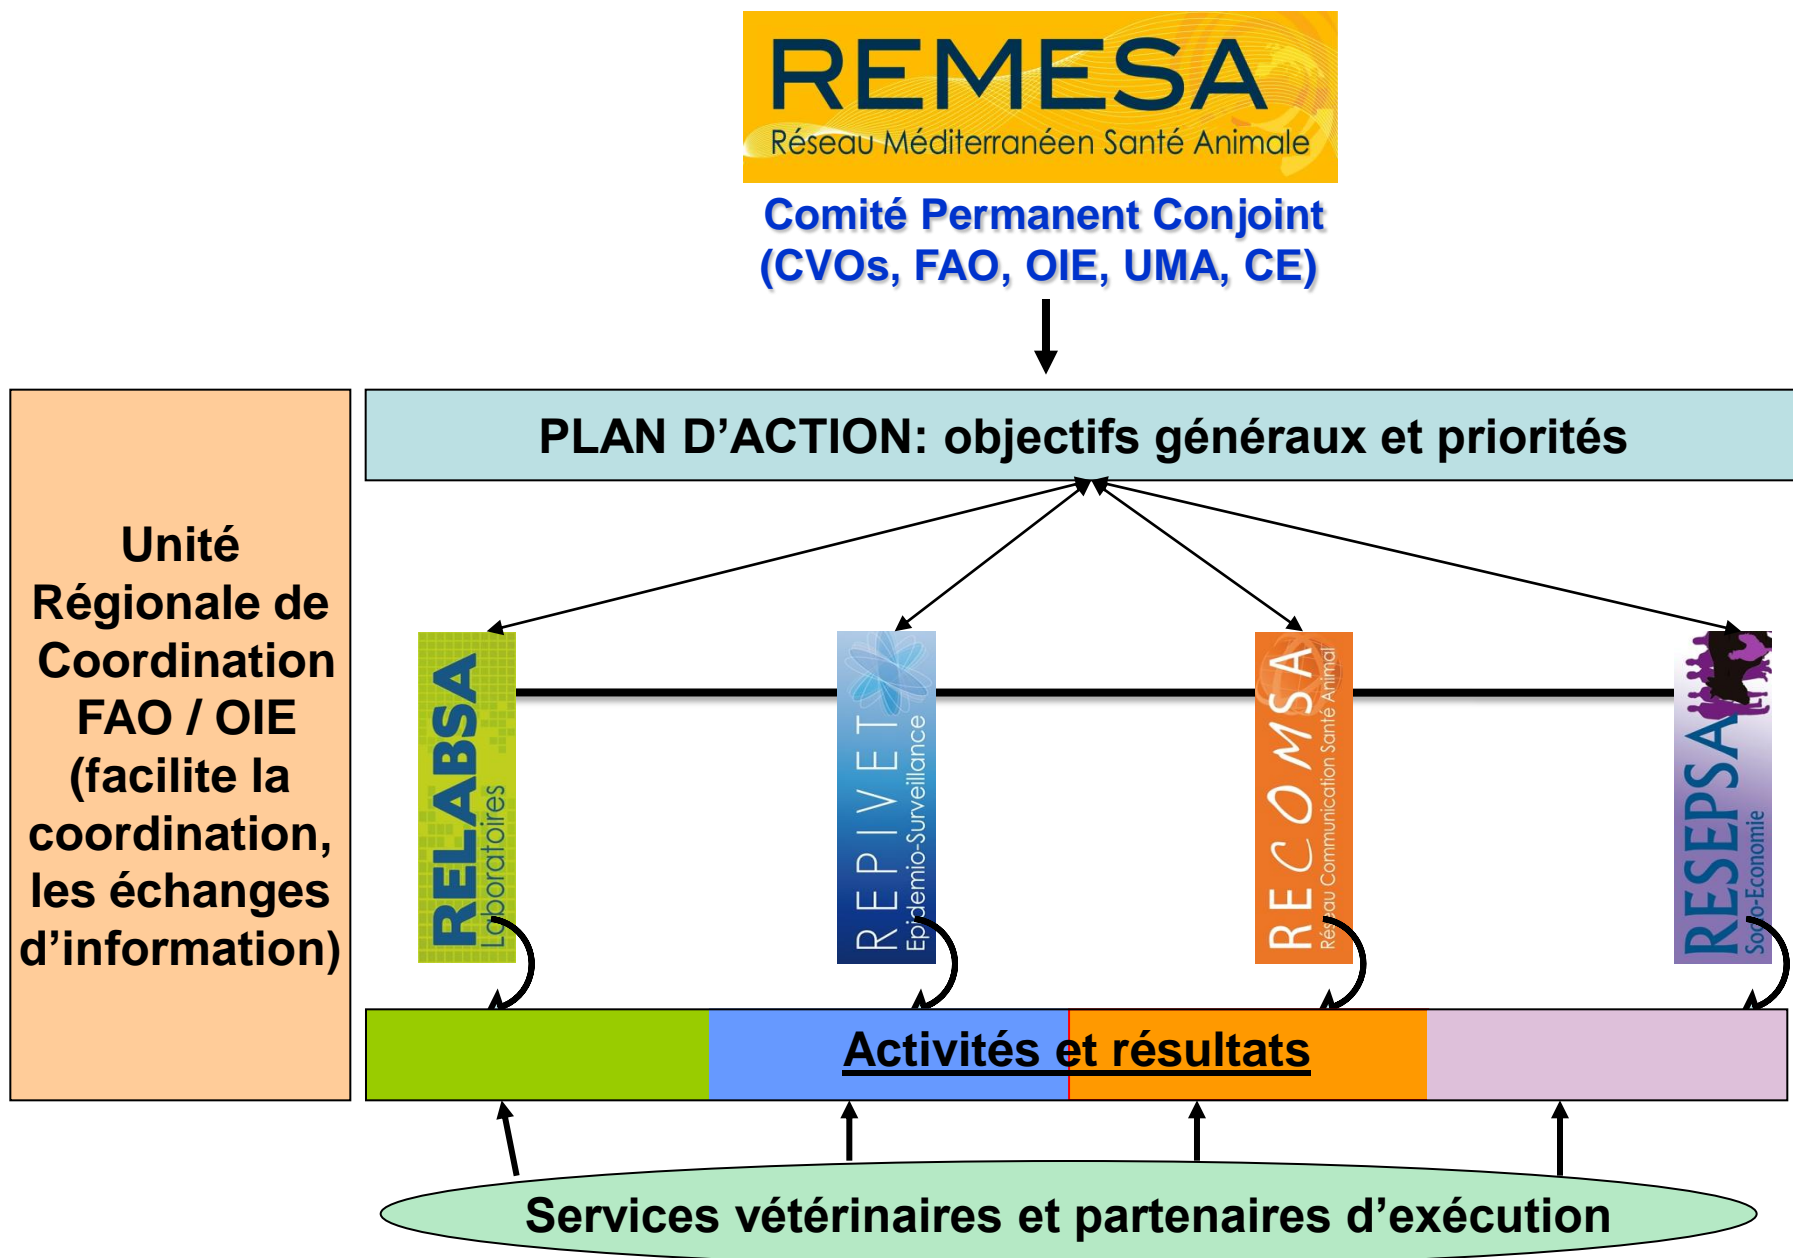 REMESA
Réseau Méditerranéen Santé Animale
Comité Permanent Conjoint
(CVOs, FAO, OIE, UMA, CE)
PLAN D’ACTION: objectifs généraux et priorités
Unité
Régionale de
Coordination
FAO / OIE
(facilite la
coordination,
les échanges
d’information)
RELABSA
Laboratoires
REPIVET
Epidemio-Surveillance
RECOMSA
Réseau Communication Santé Animal
RESEPSA
Socio-Economie
Activités et résultats
Services vétérinaires et partenaires d’exécution